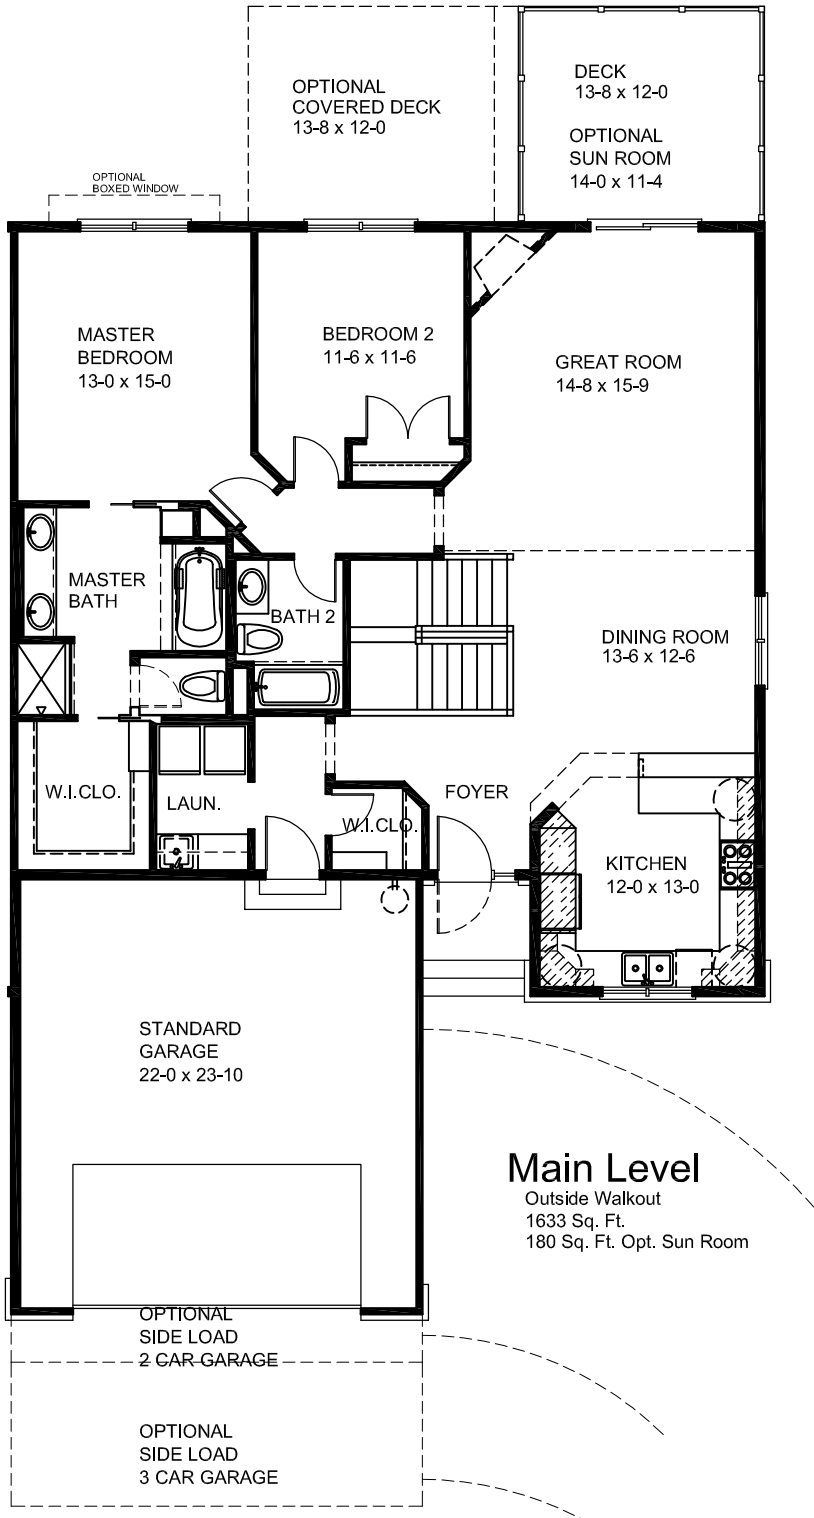 OPTIONAL
COVERED DECK
13-8 x 12-0
DECK
13-8 x 12-0
OPTIONAL
SUN ROOM
14-0 x 11-4
OPTIONAL
BOXED WINDOW
MASTER
BEDROOM
13-0 x 15-0
BEDROOM 2
11-6 x 11-6
GREAT ROOM
14-8 x 15-9
MASTER
BATH
BATH 2
DINING ROOM
13-6 x 12-6
W.I.CLO.
LAUN.
W.I.CLO.
FOYER
KITCHEN
12-0 x 13-0
STANDARD
GARAGE
22-0 x 23-10
Main Level
Outside Walkout
1633 Sq. Ft.
180 Sq. Ft. Opt. Sun Room
OPTIONAL
SIDE LOAD
2 CAR GARAGE
OPTIONAL
SIDE LOAD
3 CAR GARAGE